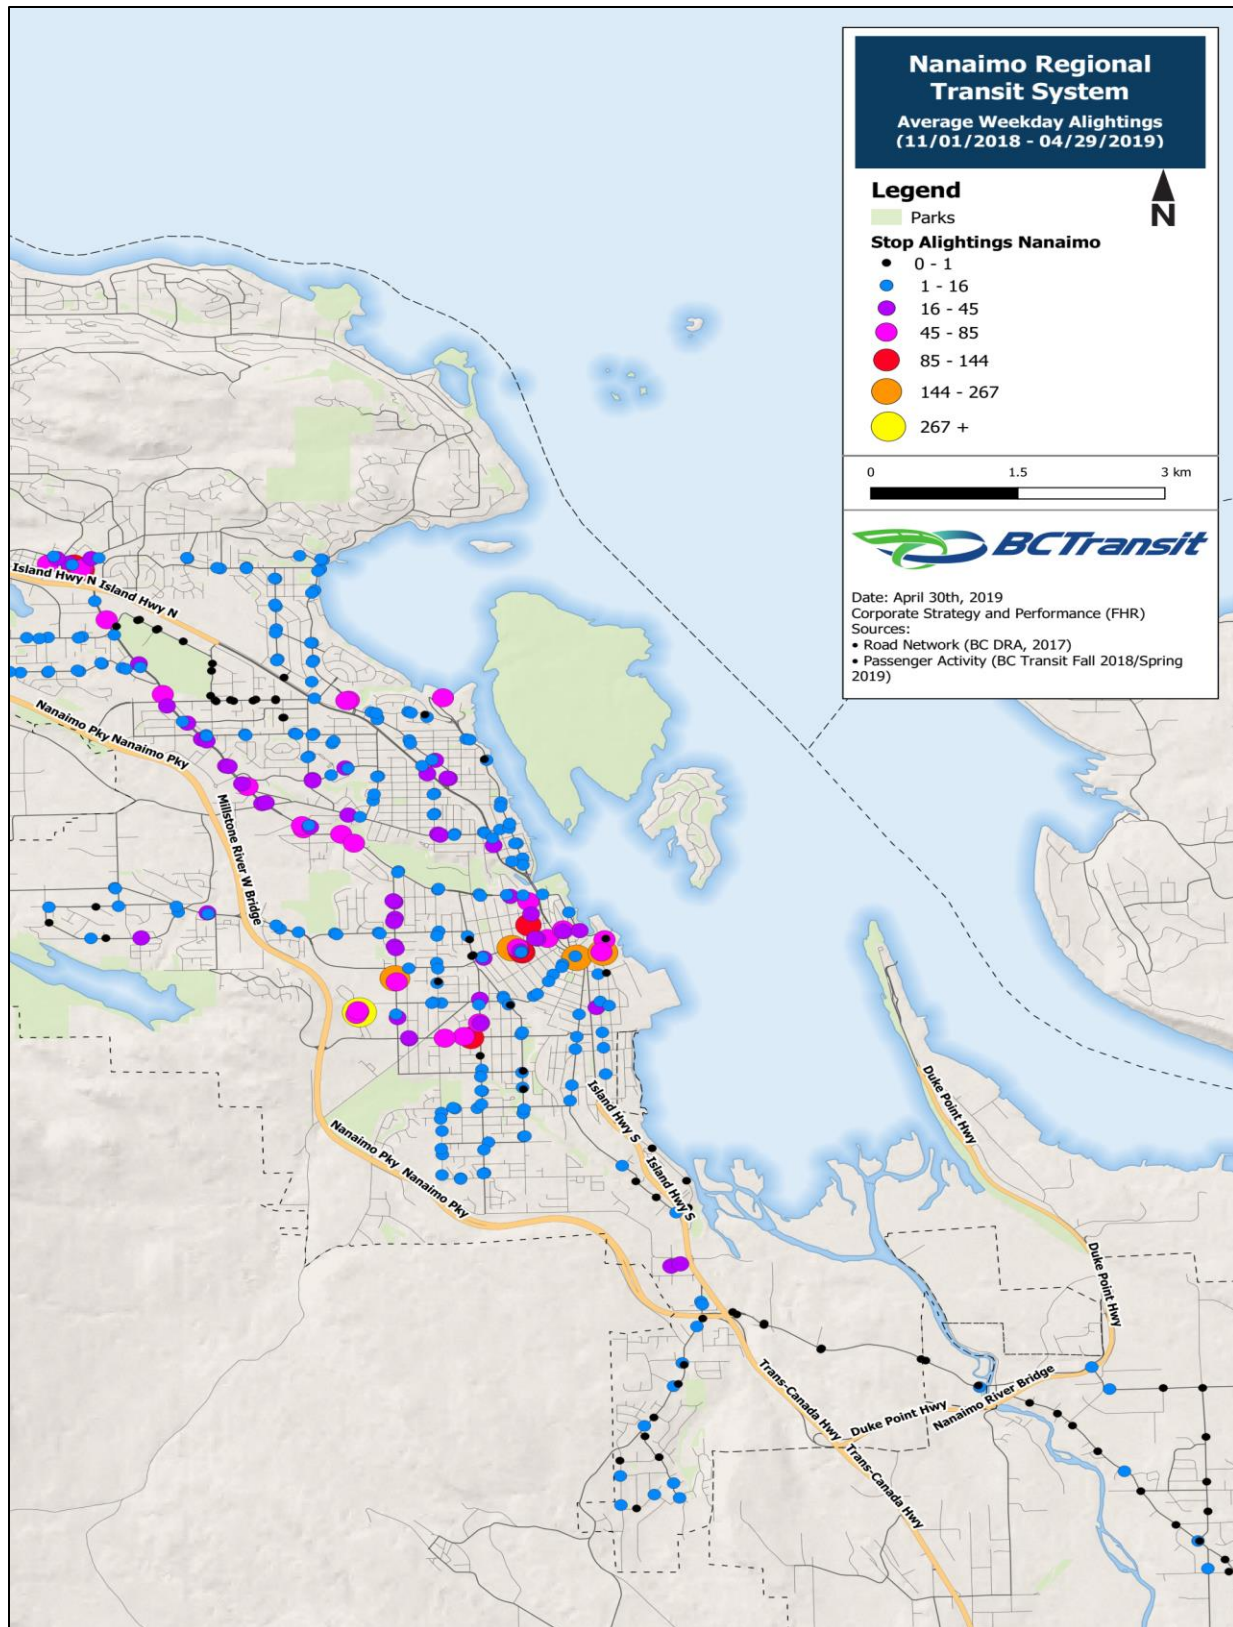 Nanaimo Regional
Transit System
Average Weekday Alightings
(11/01/2018 - 04/29/2019)
Legend
N
Parks
Stop Alightings Nanaimo
0 - 1
1 - 16
16 - 45
45 - 85
85 - 144
144 - 267
267 +
0 1.5 3 km
BCTransit
Date: April 30th, 2019
Corporate Strategy and Performance (FHR)
Sources:
• Road Network (BC DRA, 2017)
• Passenger Activity (BC Transit Fall 2018/Spring
2019)
Island Hwy N Island Hwy N
Nanaimo Pky Nanaimo Pky
Millstone River W Bridge
Island Hwy S
Nanaimo Pky Nanaimo Pky
Island Hwy S
Duke Point Hwy
Duke Point Hwy
Trans-Canada Hwy
Nanaimo River Bridge
Duke Point Hwy
Trans-Canada Hwy